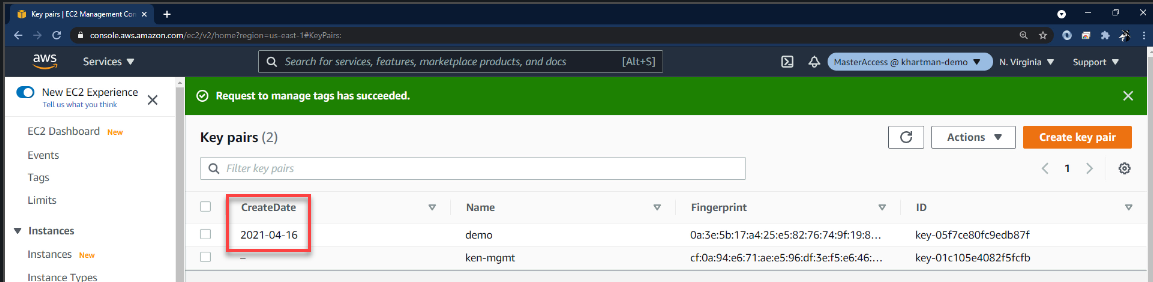 Key pairs | EC2 Management Con
console.aws.amazon.com/ec2/v2/home?region=us-east-1#KeyPairs:
aws Services Search for services, features, marketplace products, and docs [Alt+S] MasterAccess @ khartman-demo N. Virginia Support
New EC2 Experience
Tell us what you think
EC2 Dashboard New
Events
Tags
Limits
Instances
Instances New
Instance Types
Request to manage tags has succeeded.
Key pairs (2) Actions Create key pair
Filter key pairs 1
CreateDate Name Fingerprint ID
2021-04-16 demo 0a:3e:5b:17:a4:25:e5:82:76:74:9f:19:8... key-05f7ce80fc9edb87f
– ken-mgmt cf:0a:94:e6:71:ae:e5:96:df:3e:f5:e6:46:... key-01c105e4082f5fcfb